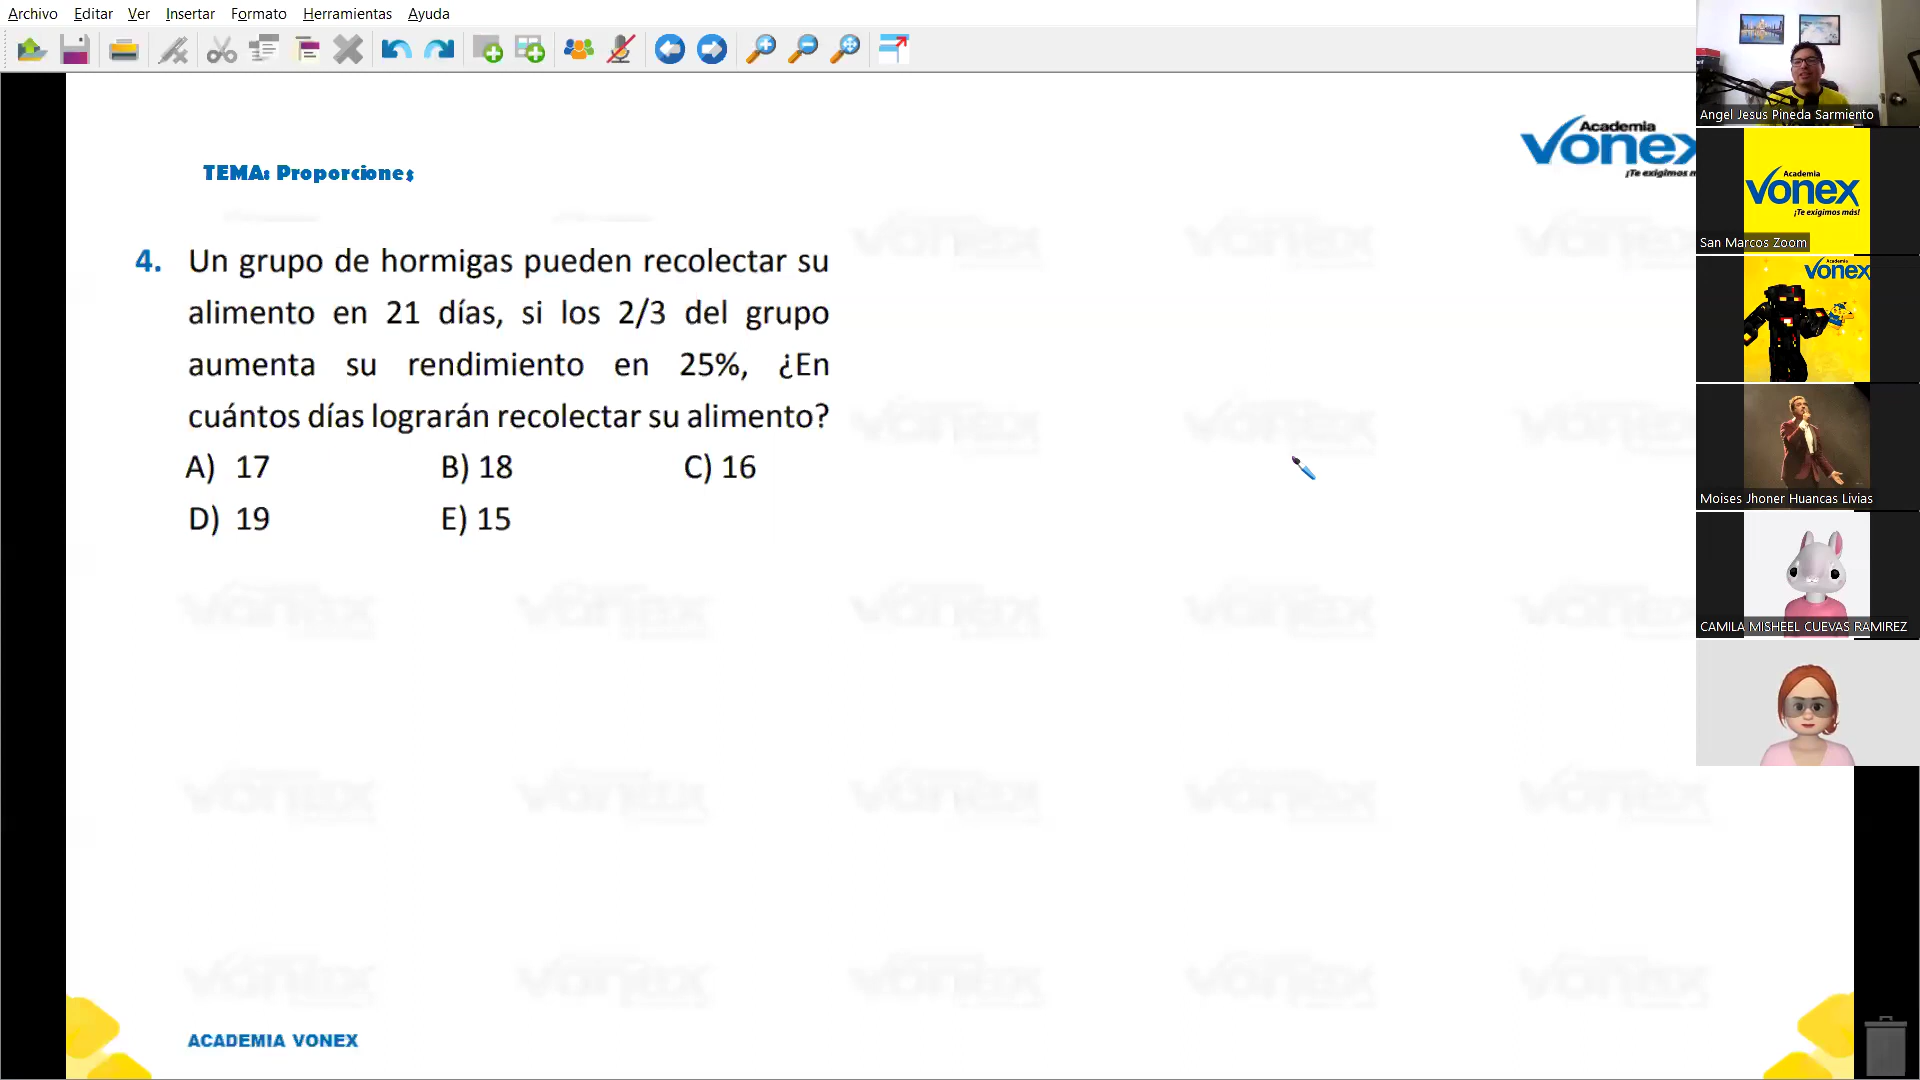 Archivo Editar Ver Insertar Formato Herramientas Ayuda
Academia
vonex
¡Te exigimos m
TEMA: Proporciones
4. Un grupo de hormigas pueden recolectar su
alimento en 21 días, si los 2/3 del grupo
aumenta su rendimiento en 25%, ¿En
cuántos días lograrán recolectar su alimento?
A) 17 B) 18 C) 16
D) 19 E) 15
ACADEMIA VONEX
Angel Jesus Pineda Sarmiento
Academia
vonex
¡Te exigimos más!
San Marcos Zoom
Academia
vonex
Moises Jhoner Huancas Livias
CAMILA MISHEEL CUEVAS RAMIREZ